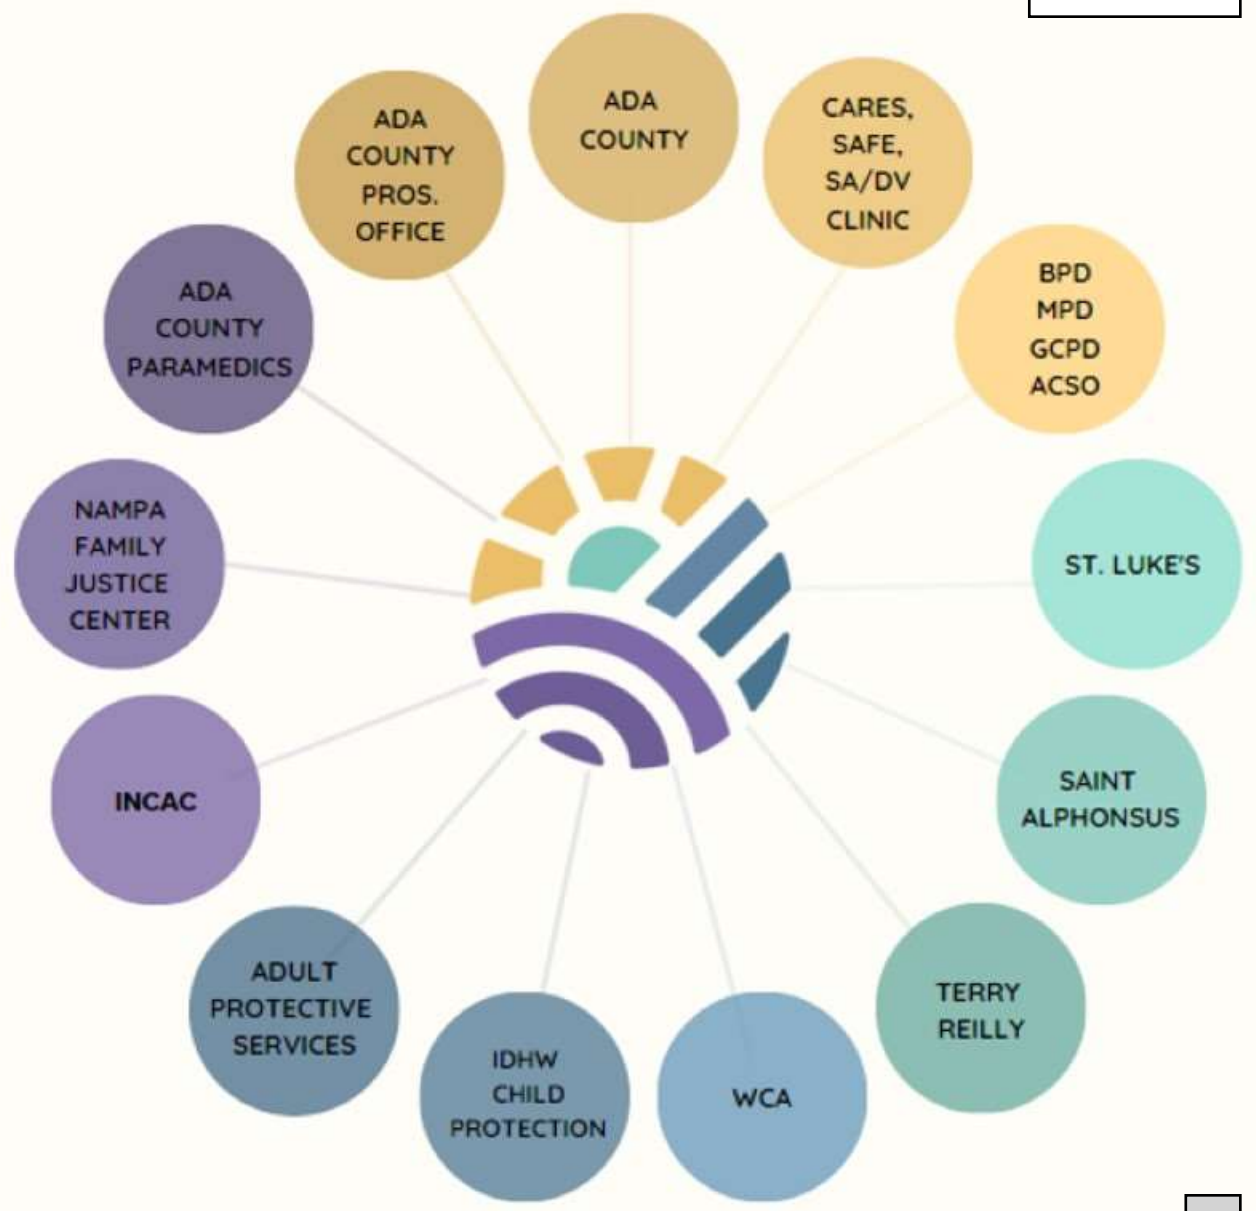 ADA
COUNTY
CARES,
SAFE,
SA/DV
CLINIC
BPD
MPD
GCPD
ACSO
ST. LUKE'S
SAINT
ALPHONSUS
TERRY
REILLY
WCA
IDHW
CHILD
PROTECTION
ADULT
PROTECTIVE
SERVICES
INCAC
NAMPA
FAMILY
JUSTICE
CENTER
ADA
COUNTY
PARAMEDICS
ADA
COUNTY
PROS.
OFFICE